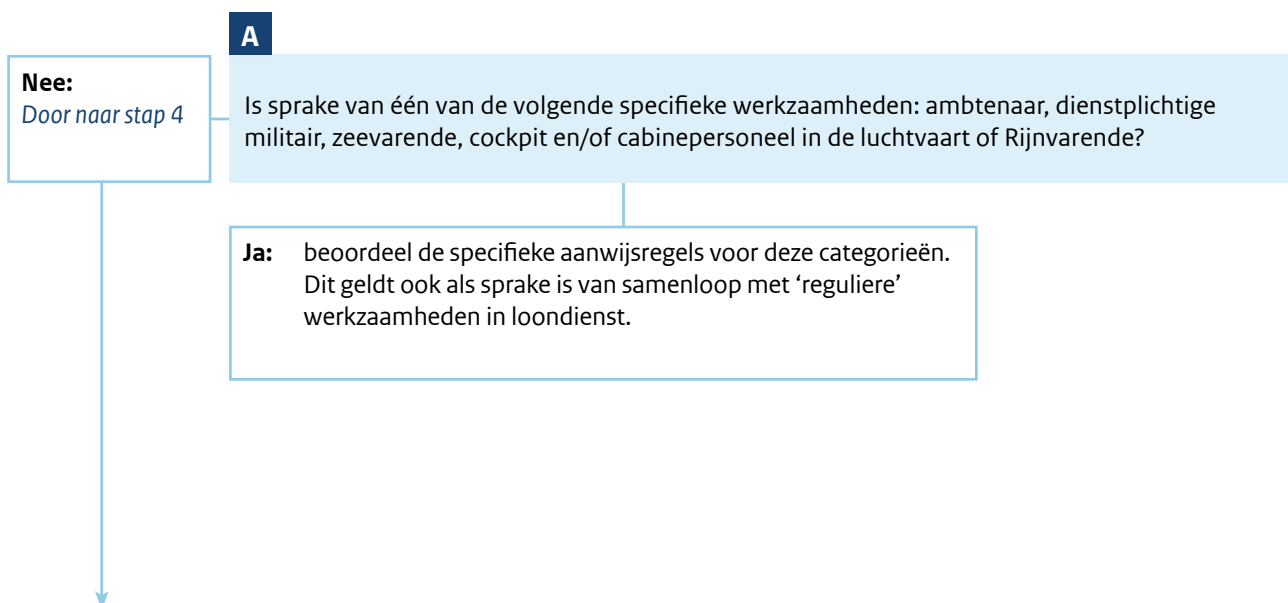 A
Nee:
Door naar stap 4
Is sprake van één van de volgende specifieke werkzaamheden: ambtenaar, dienstplichtige
militair, zeevarende, cockpit en/of cabinepersoneel in de luchtvaart of Rijnvarende?
Ja: beoordeel de specifieke aanwijsregels voor deze categorieën.
Dit geldt ook als sprake is van samenloop met ‘reguliere’
werkzaamheden in loondienst.